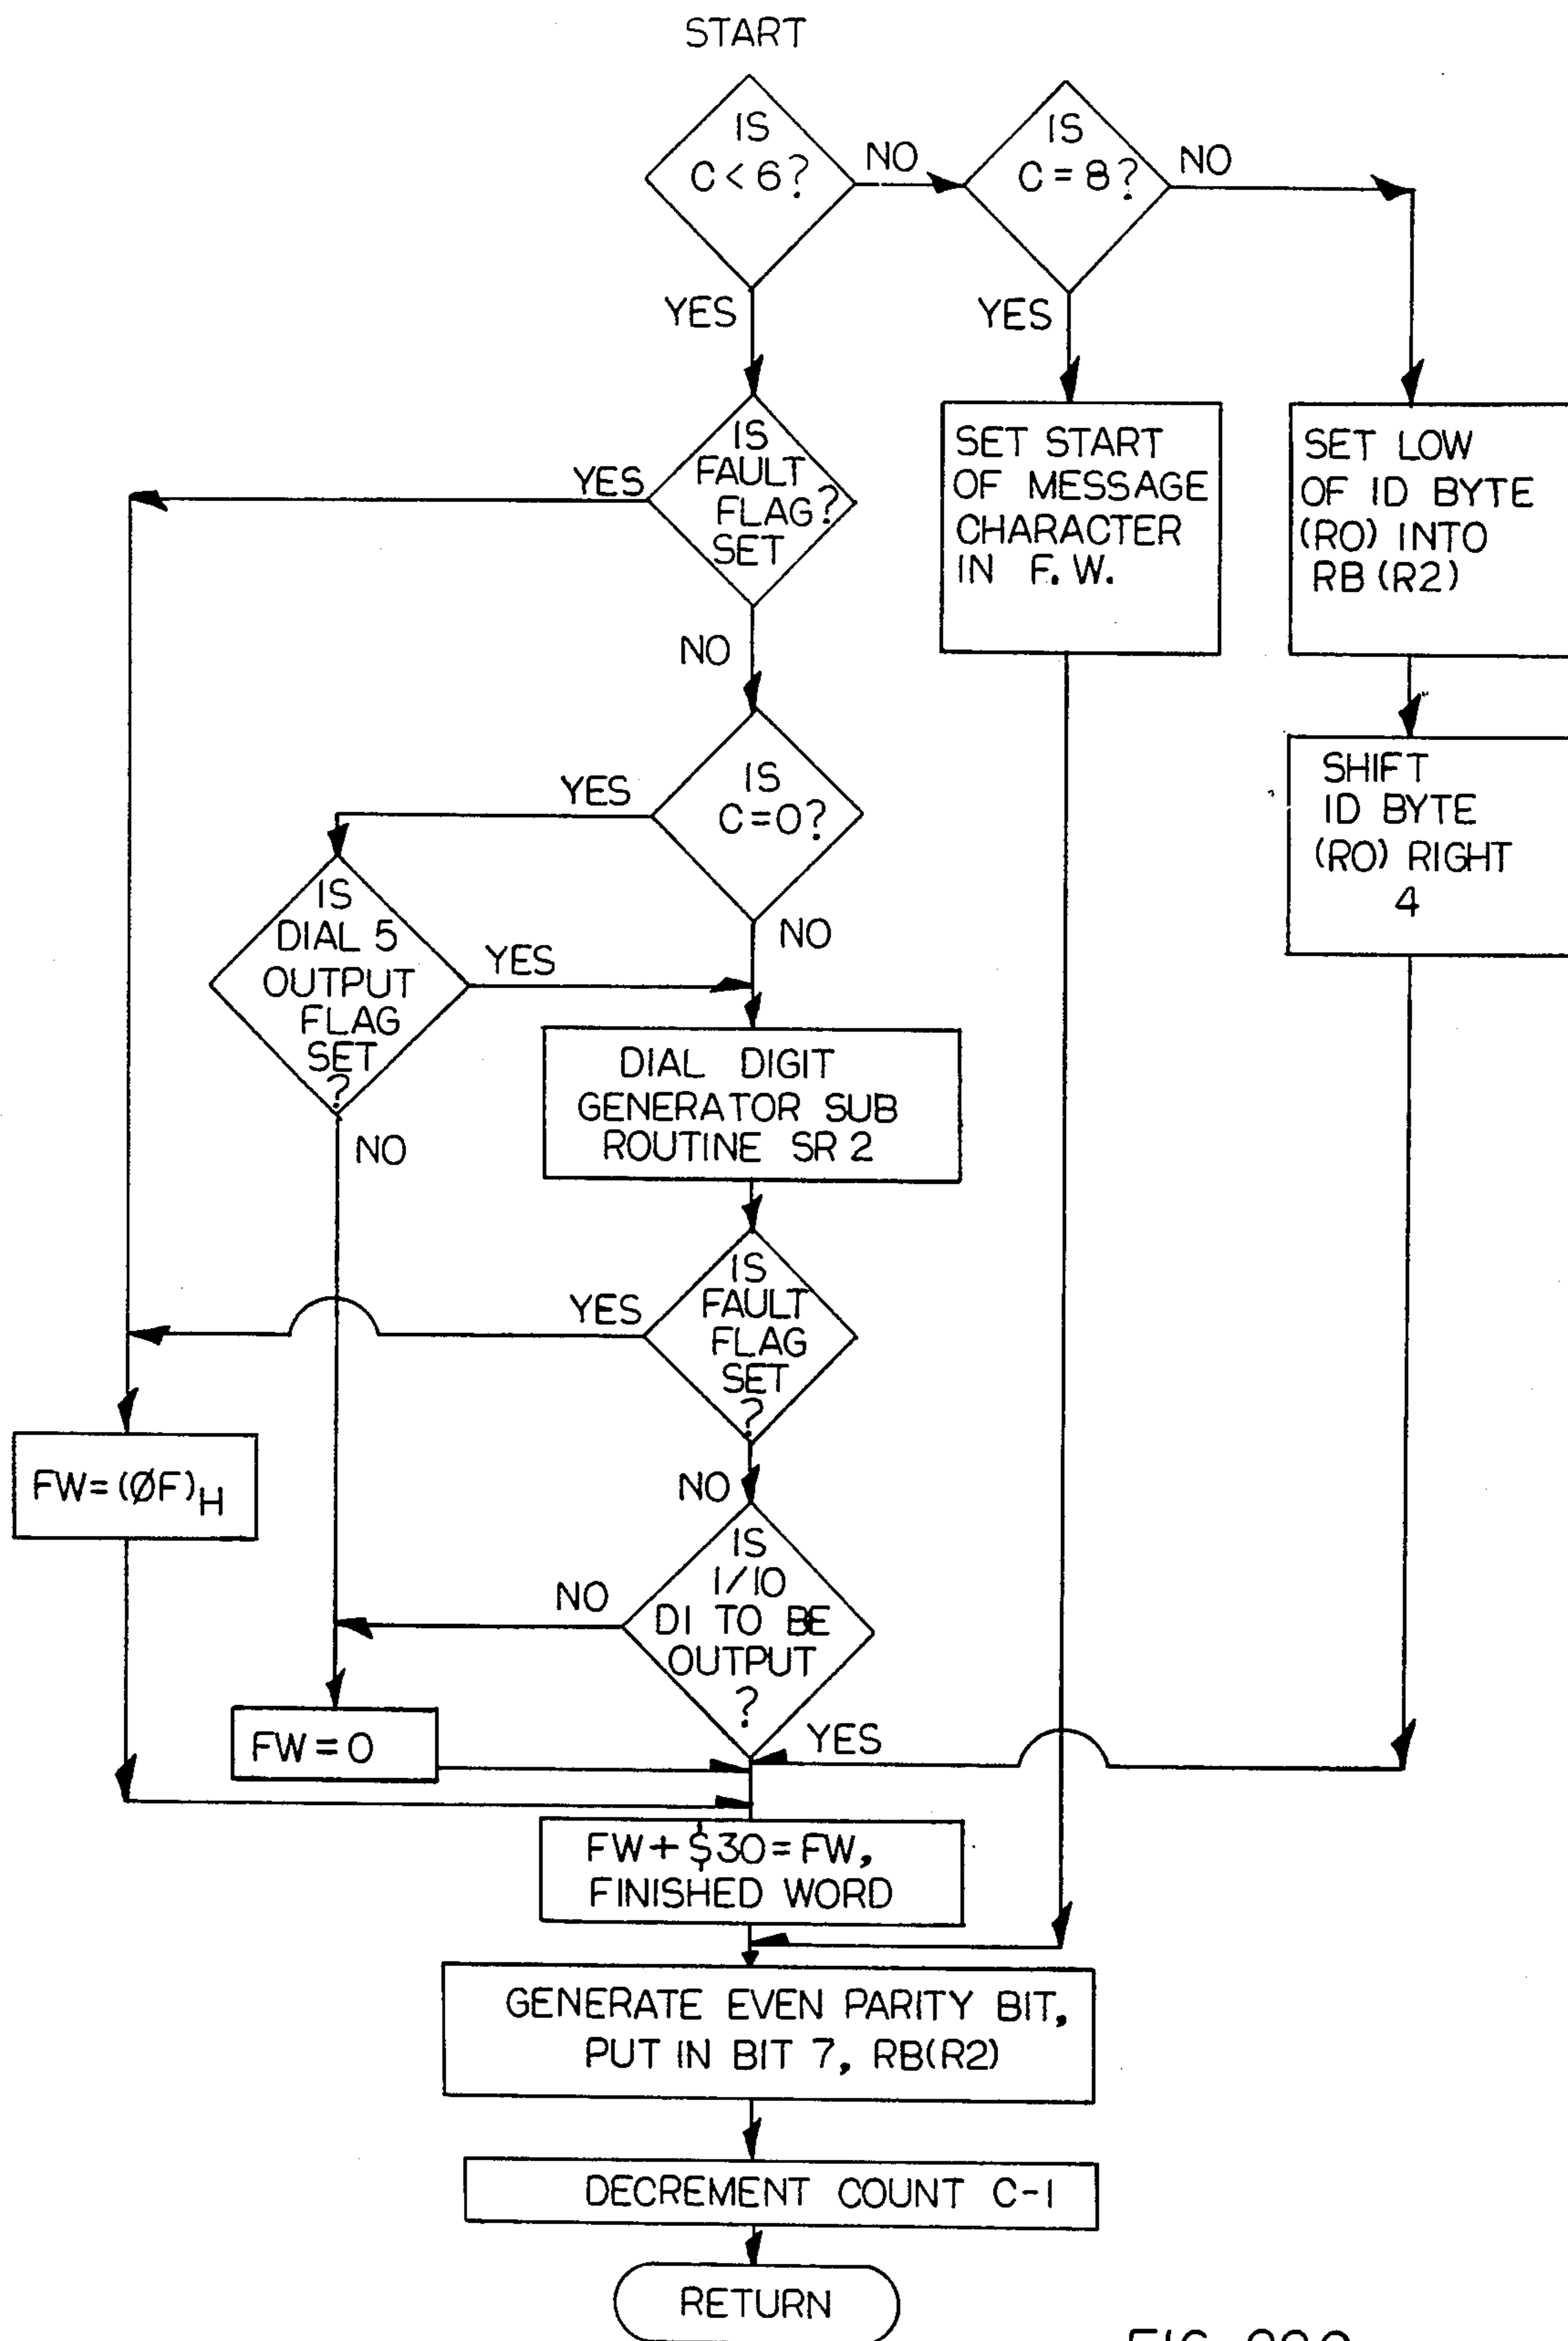 START
IS
C < 6?
NO
IS
C = 8?
NO
YES
YES
IS
FAULT
FLAG?
SET
YES
SET START
OF MESSAGE
CHARACTER
IN F. W.
SET LOW
OF ID BYTE
(RO) INTO
RB (R2)
NO
IS
C=0?
YES
SHIFT
ID BYTE
(RO) RIGHT
4
IS
DIAL 5
OUTPUT
FLAG
SET
?
YES
NO
NO
DIAL DIGIT
GENERATOR SUB
ROUTINE SR 2
IS
FAULT
FLAG
SET
?
YES
FW=(ØF)H
NO
IS
1/10
DI TO BE
OUTPUT
?
NO
YES
FW=0
FW+$30=FW,
FINISHED WORD
GENERATE EVEN PARITY BIT,
PUT IN BIT 7, RB(R2)
DECREMENT COUNT C-1
RETURN